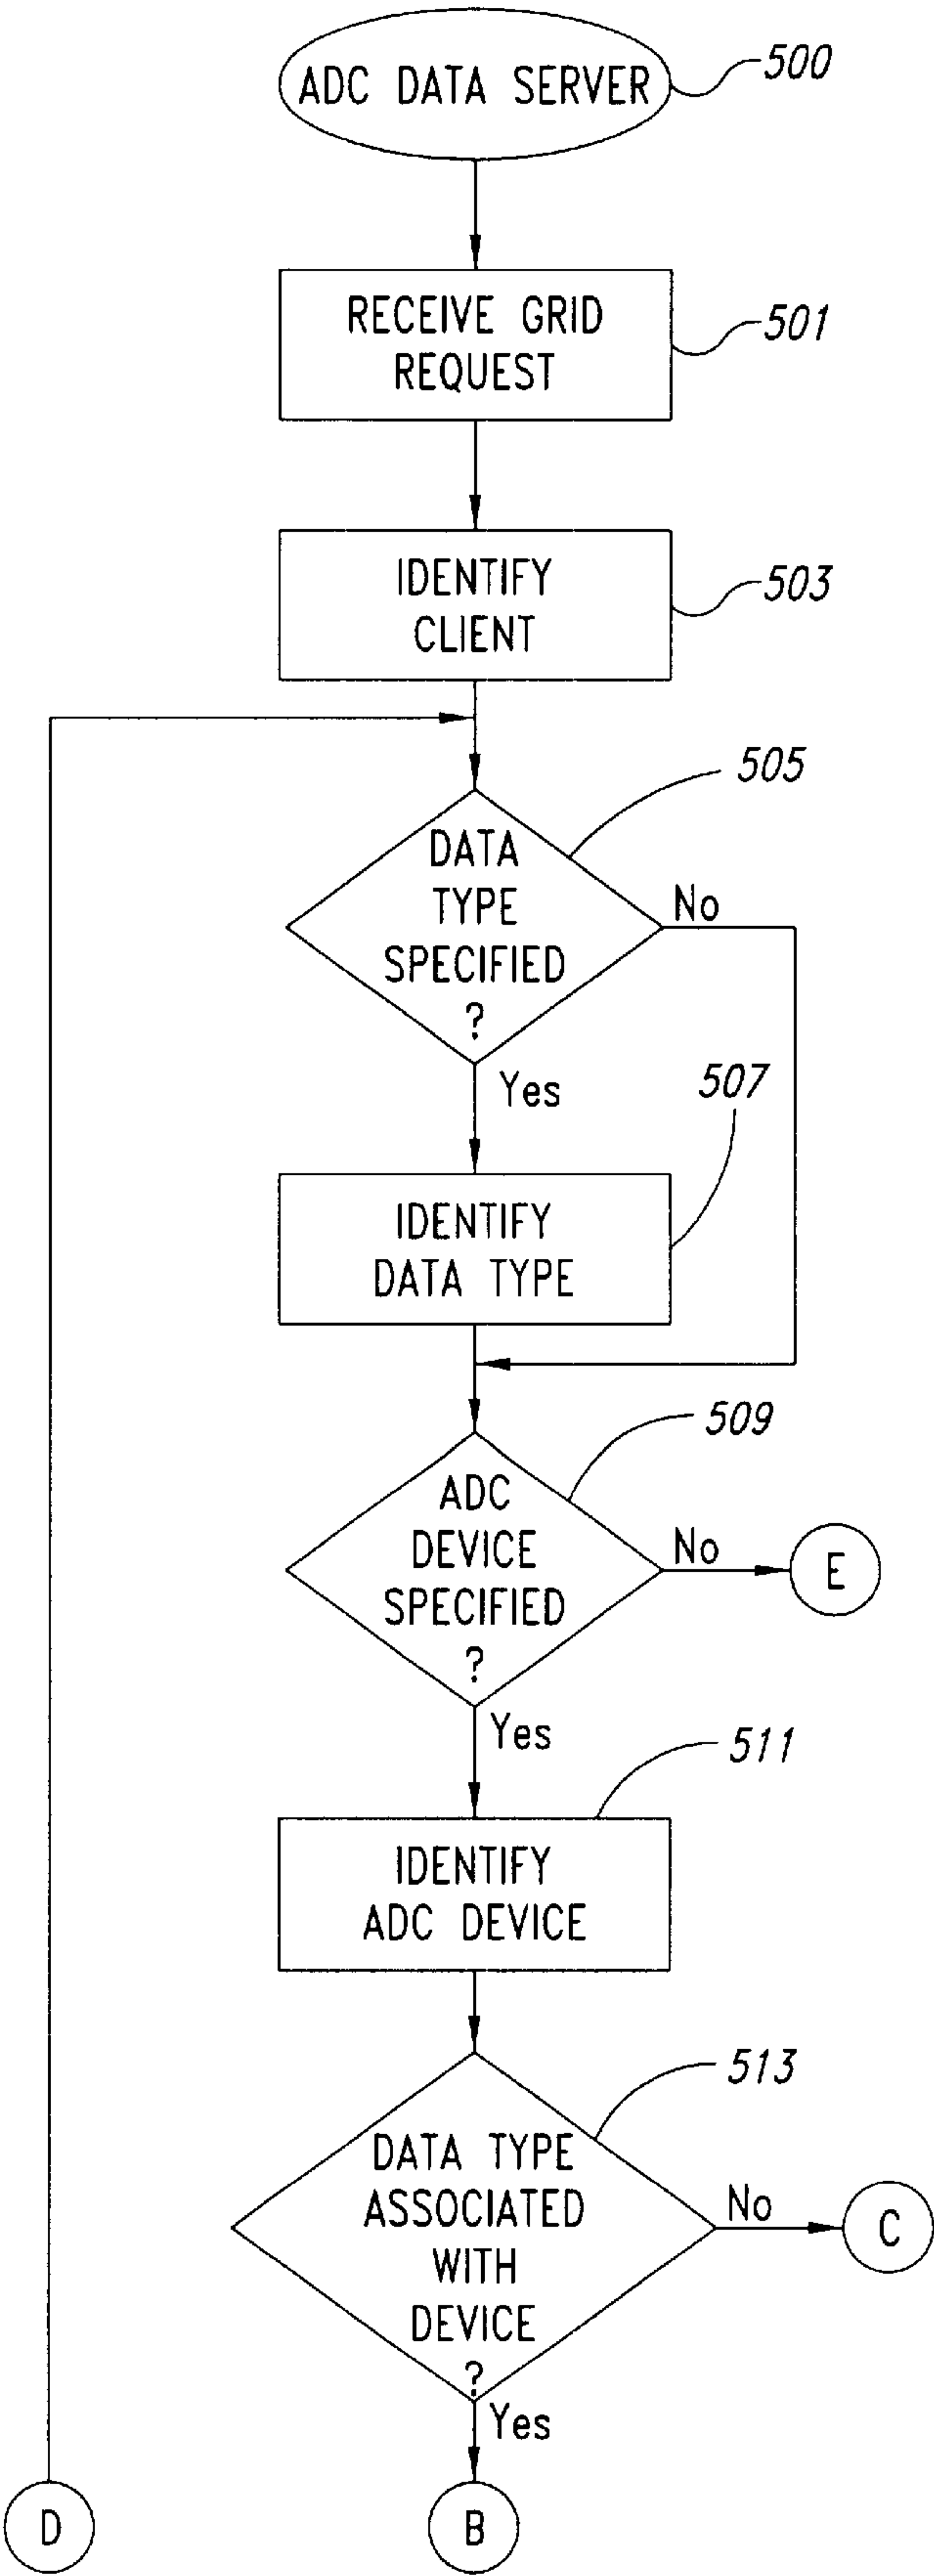 ADC DATA SERVER
500
RECEIVE GRID
REQUEST
501
IDENTIFY
CLIENT
503
505
DATA
TYPE
SPECIFIED
?
No
Yes
507
IDENTIFY
DATA TYPE
509
ADC
DEVICE
SPECIFIED
?
No
E
Yes
511
IDENTIFY
ADC DEVICE
513
DATA TYPE
ASSOCIATED
WITH
DEVICE
?
No
C
Yes
D
B